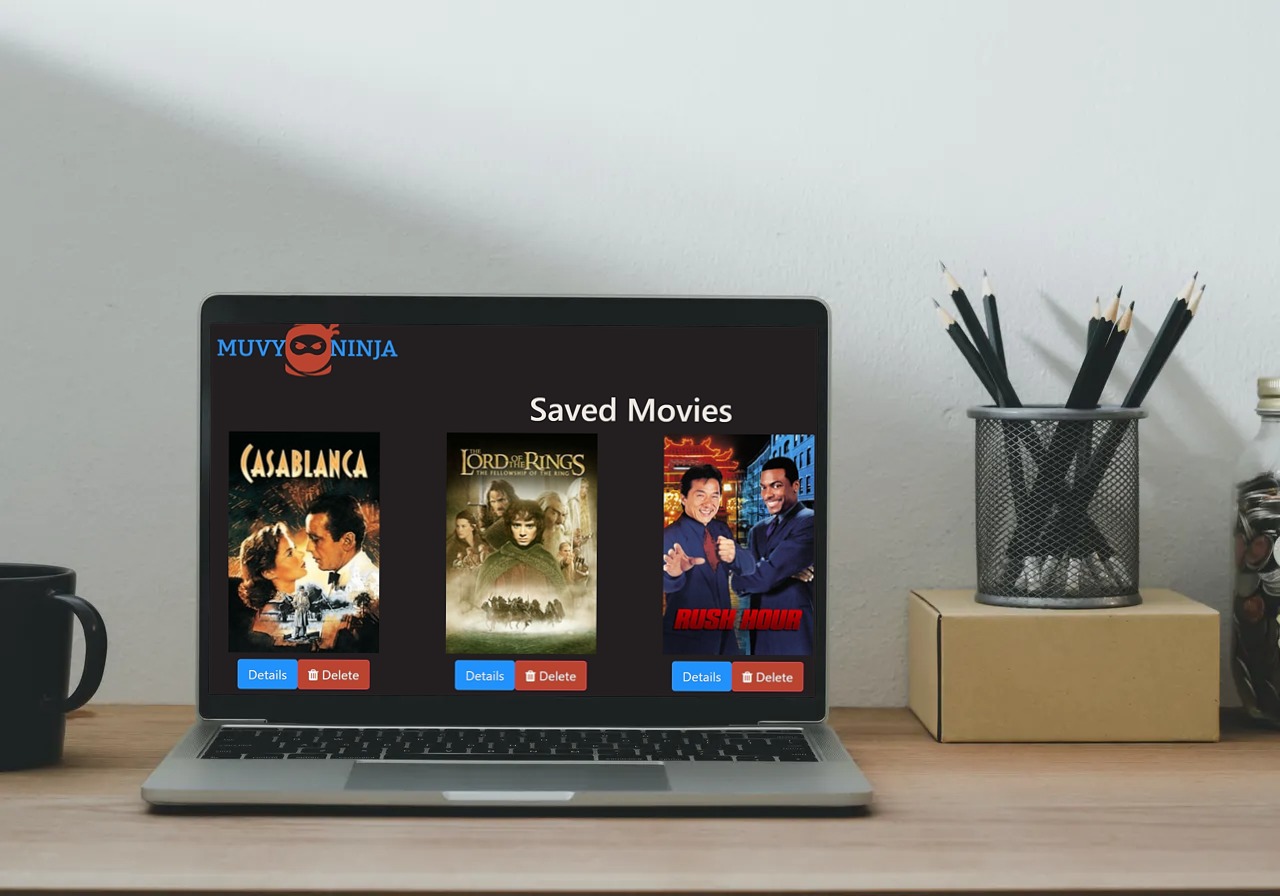 MUVY NINJA
Saved Movies
CASABLANCA
THE
LORD OF THE RINGS
THE FELLOWSHIP OF THE RING
RUSH HOUR
Details Delete
Details Delete
Details Delete